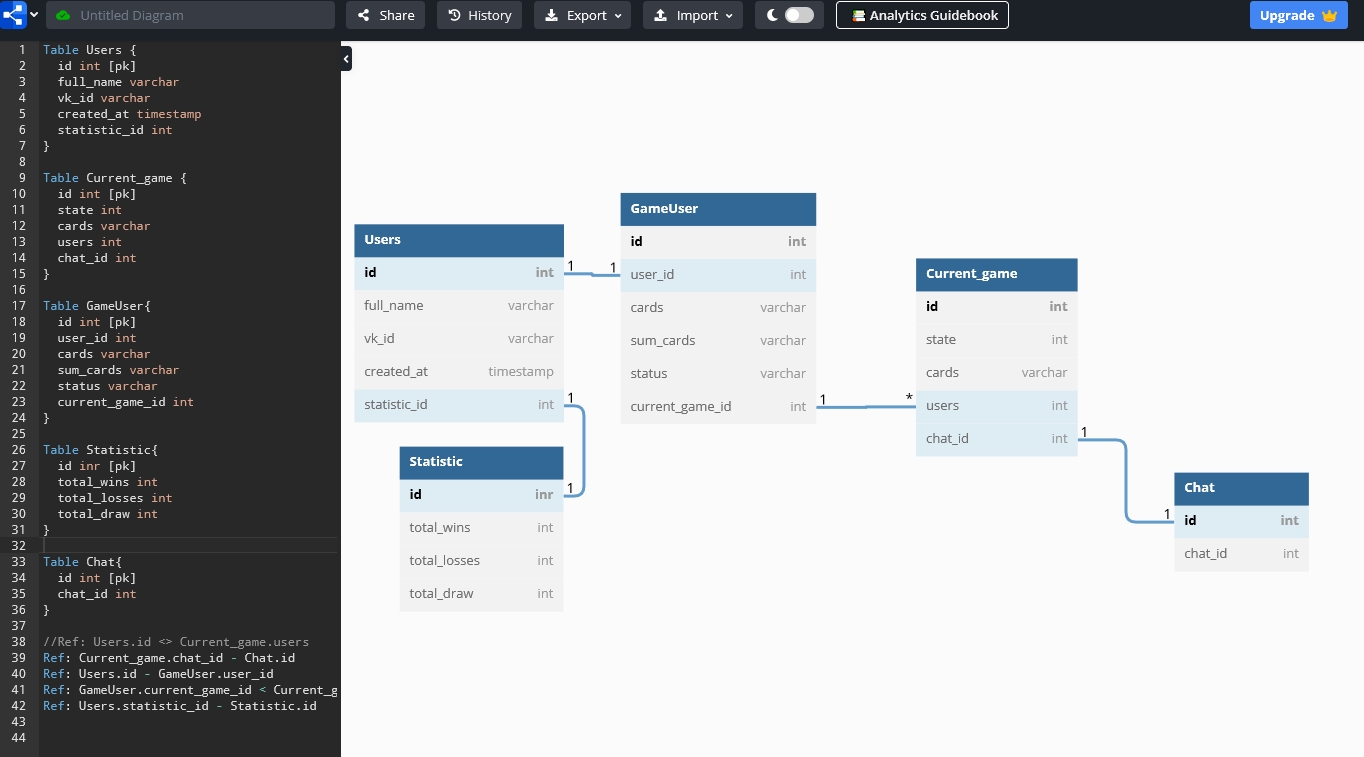 Untitled Diagram
Share
History
Export
Import
Analytics Guidebook
Upgrade
1 Table Users {
2 id int [pk]
3 full_name varchar
4 vk_id varchar
5 created_at timestamp
6 statistic_id int
7 }
8
9 Table Current_game {
10 id int [pk]
11 state int
12 cards varchar
13 users int
14 chat_id int
15 }
16
17 Table GameUser{
18 id int [pk]
19 user_id int
20 cards varchar
21 sum_cards varchar
22 status varchar
23 current_game_id int
24 }
25
26 Table Statistic{
27 id inr [pk]
28 total_wins int
29 total_losses int
30 total_draw int
31 }
32
33 Table Chat{
34 id int [pk]
35 chat_id int
36 }
37
38 //Ref: Users.id <> Current_game.users
39 Ref: Current_game.chat_id - Chat.id
40 Ref: Users.id - GameUser.user_id
41 Ref: GameUser.current_game_id < Current_g
42 Ref: Users.statistic_id - Statistic.id
43
44
Users
id int
full_name varchar
vk_id varchar
created_at timestamp
statistic_id int
1
1
1
1
Statistic
id inr
total_wins int
total_losses int
total_draw int
GameUser
id int
user_id int
cards varchar
sum_cards varchar
status varchar
current_game_id int
1
*
Current_game
id int
state int
cards varchar
users int
chat_id int
1
1
Chat
id int
chat_id int